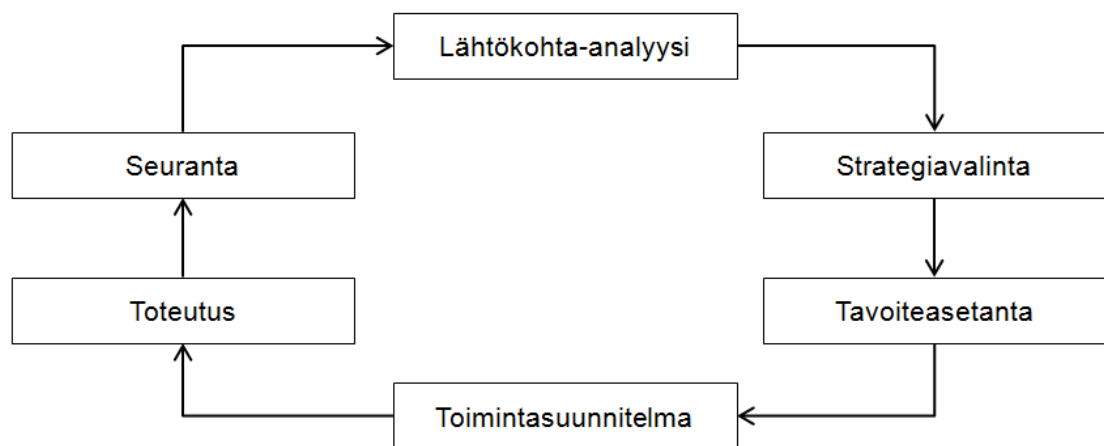 Lähtökohta-analyysi
Seuranta
Strategiavalinta
Toteutus
Tavoiteasetanta
Toimintasuunnitelma